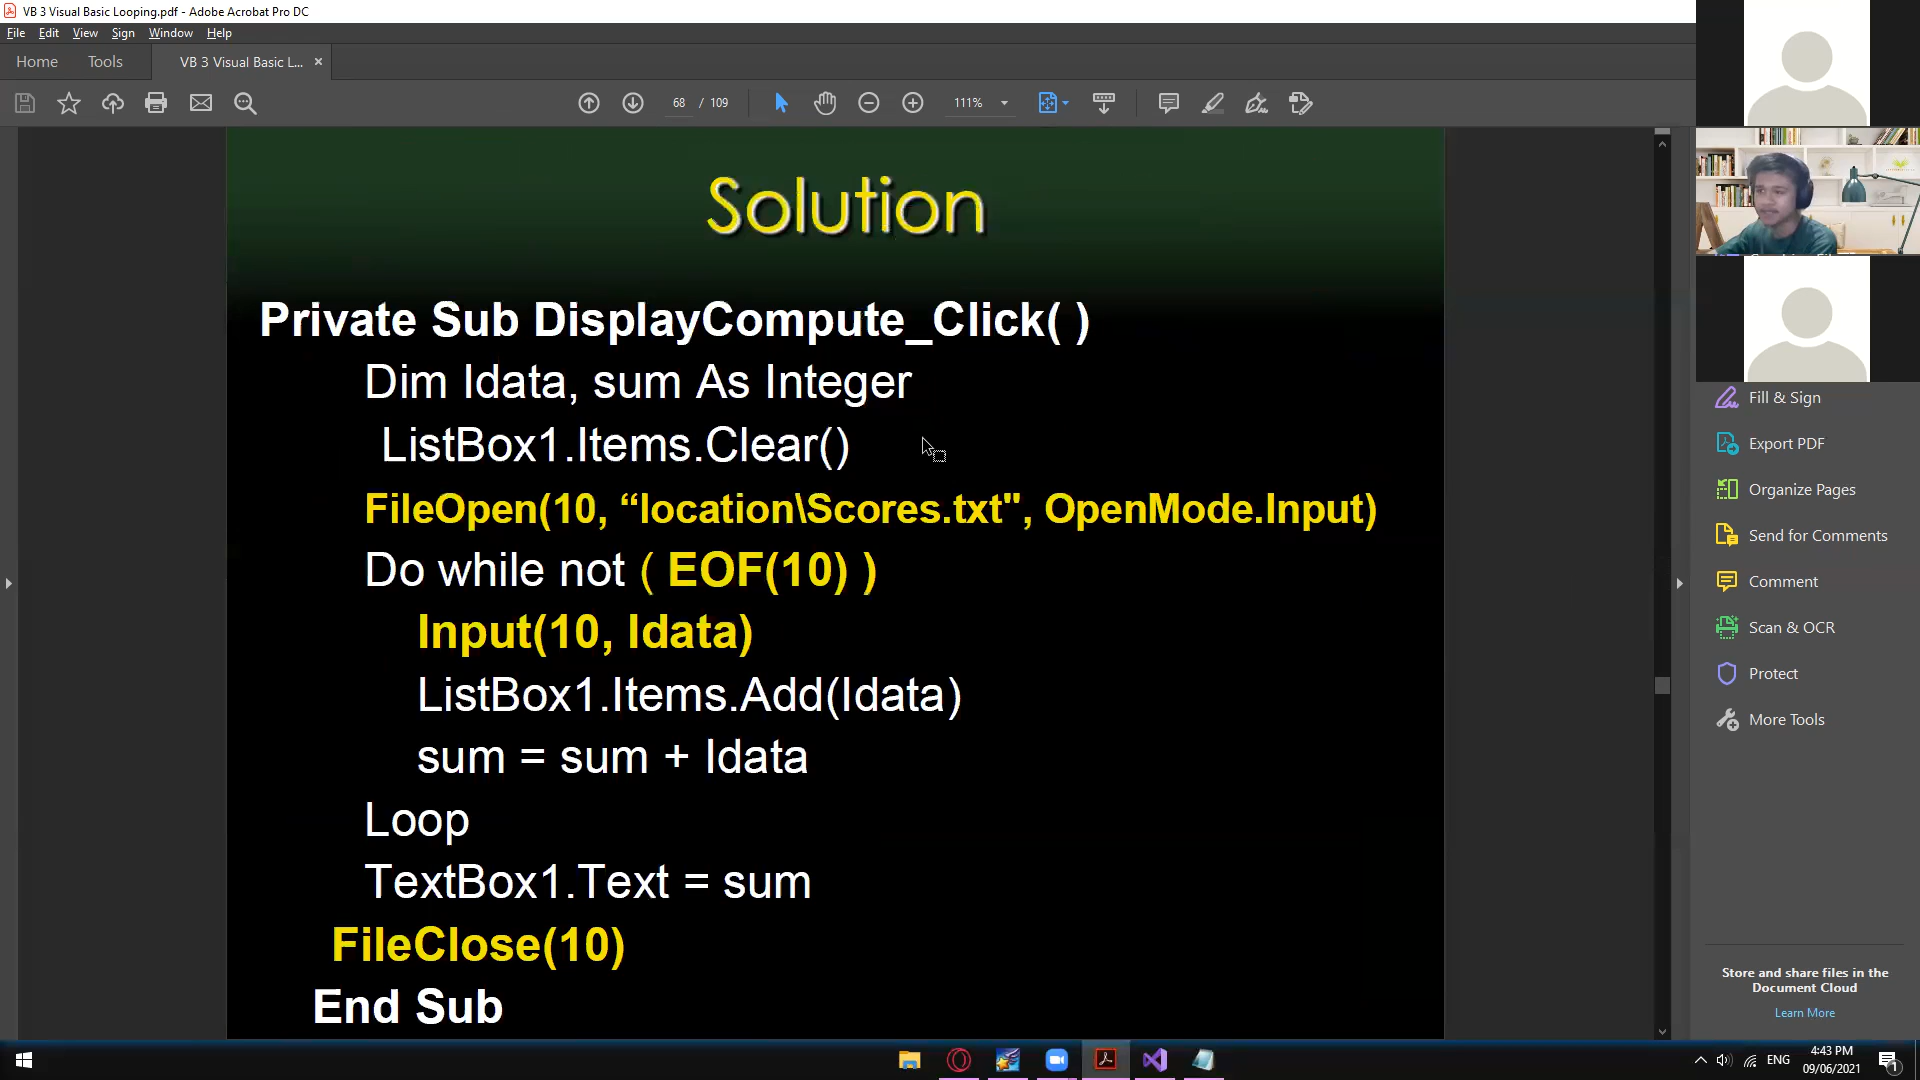 VB 3 Visual Basic Looping.pdf - Adobe Acrobat Pro DC
File Edit View Sign Window Help
Home Tools VB 3 Visual Basic L... ×
68 / 109 111%
Solution
Private Sub DisplayCompute_Click( )
Dim Idata, sum As Integer
ListBox1.Items.Clear()
FileOpen(10, “location\Scores.txt", OpenMode.Input)
Do while not ( EOF(10) )
Input(10, Idata)
ListBox1.Items.Add(Idata)
sum = sum + Idata
Loop
TextBox1.Text = sum
FileClose(10)
End Sub
Fill & Sign
Export PDF
Organize Pages
Send for Comments
Comment
Scan & OCR
Protect
More Tools
Store and share files in the
Document Cloud
Learn More
ENG
4:43 PM
09/06/2021
1